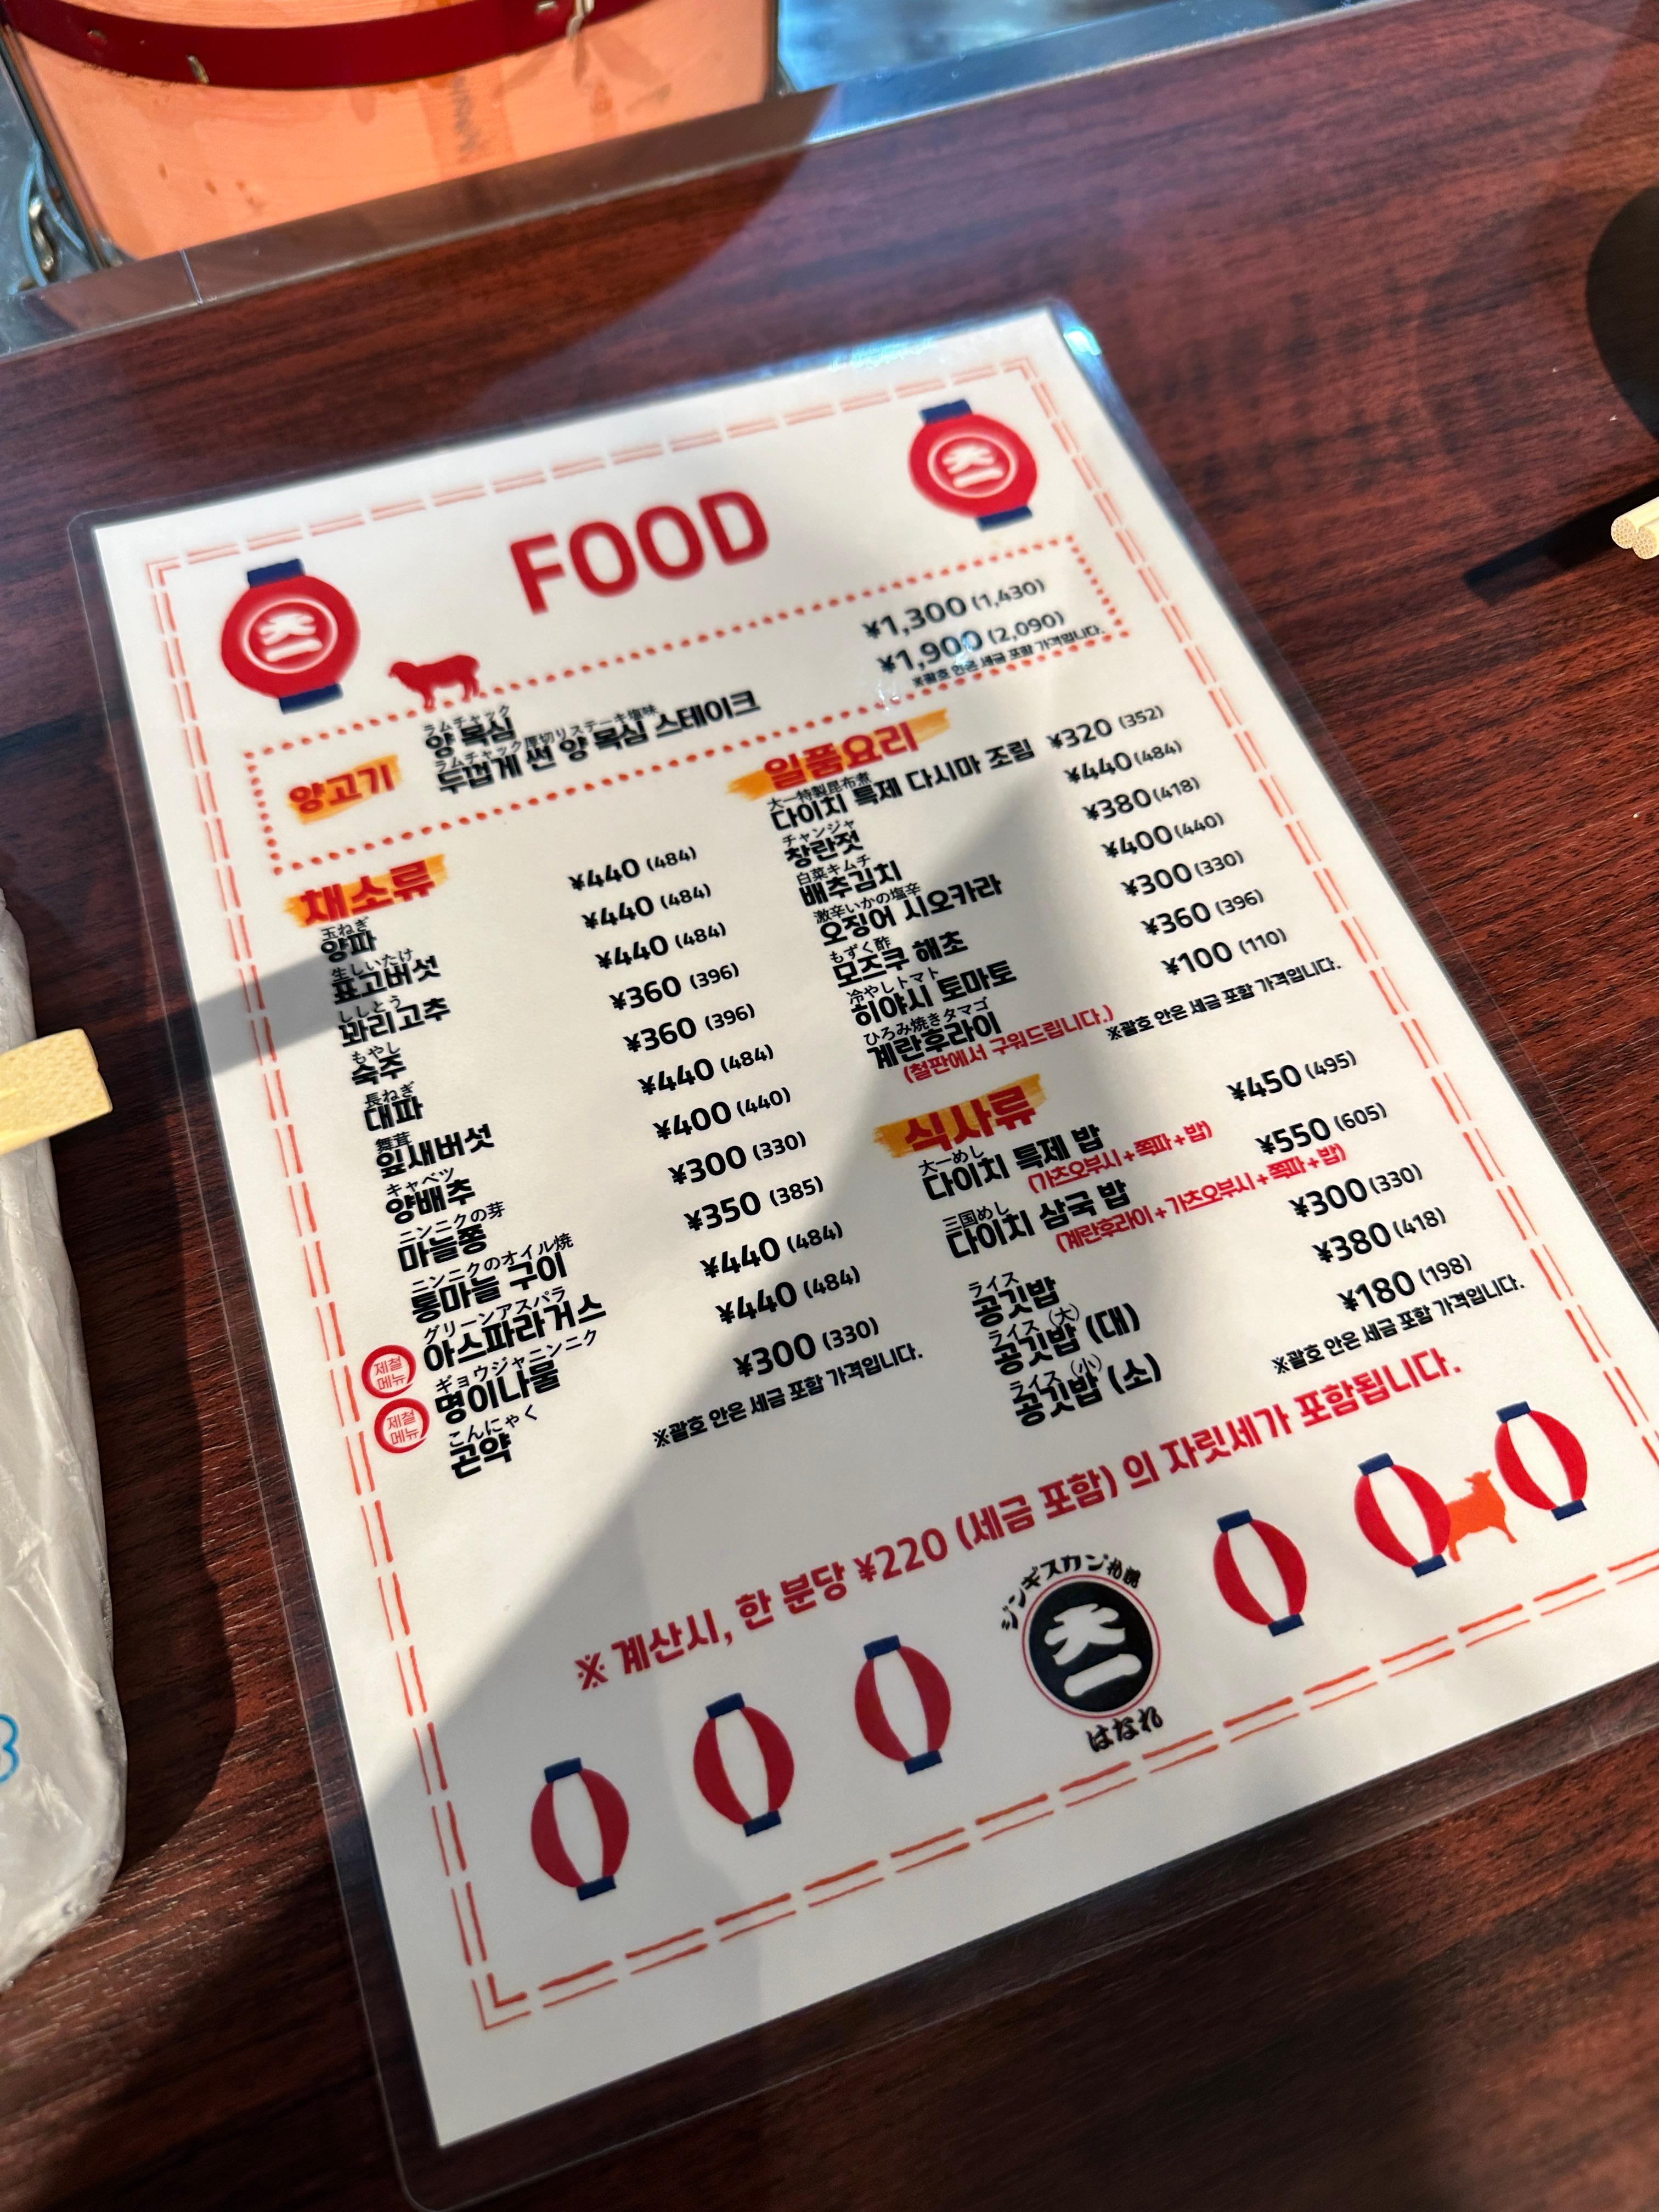 大一
大一
FOOD
양고기
ラムチャック
양 목심 ¥1,300 (1,430)
ラムチャック厚切りステーキ塩味
두껍게 썬 양 목심 스테이크 ¥1,900 (2,090)
※괄호 안은 세금 포함 가격입니다.
채소류
玉ねぎ
양파 ¥440 (484)
生しいたけ
표고버섯 ¥440 (484)
ししとう
꽈리고추 ¥440 (484)
もやし
숙주 ¥360 (396)
長ねぎ
대파 ¥360 (396)
舞茸
잎새버섯 ¥440 (484)
キャベツ
양배추 ¥400 (440)
ニンニクの芽
마늘쫑 ¥300 (330)
ニンニクのオイル焼
통마늘 구이 ¥350 (385)
グリーンアスパラ
제철 메뉴 아스파라거스 ¥440 (484)
ギョウジャニンニク
제철 메뉴 명이나물 ¥440 (484)
こんにゃく
곤약 ¥300 (330)
※괄호 안은 세금 포함 가격입니다.
일품요리
大一特製昆布煮
다이치 특제 다시마 조림 ¥320 (352)
チャンジャ
창란젓 ¥440 (484)
白菜キムチ
배추김치 ¥380 (418)
激辛いかの塩辛
오징어 시오카라 ¥400 (440)
もずく酢
모즈쿠 해초 ¥300 (330)
冷やしトマト
히야시 토마토 ¥360 (396)
ひろみ焼きタマゴ
계란후라이 ¥100 (110)
(철판에서 구워드립니다.)
※괄호 안은 세금 포함 가격입니다.
식사류
大一めし
다이치 특제 밥 ¥450 (495)
(가츠오부시+쪽파+밥)
三国めし
다이치 삼국 밥 ¥550 (605)
(계란후라이+가츠오부시+쪽파+밥)
ライス
공깃밥 ¥300 (330)
ライス (大)
공깃밥 (대) ¥380 (418)
ライス (小)
공깃밥 (소) ¥180 (198)
※괄호 안은 세금 포함 가격입니다.
※ 계산시, 한 분당 ¥220 (세금 포함) 의 자릿세가 포함됩니다.
ジンギスカン札幌
大一
はなれ